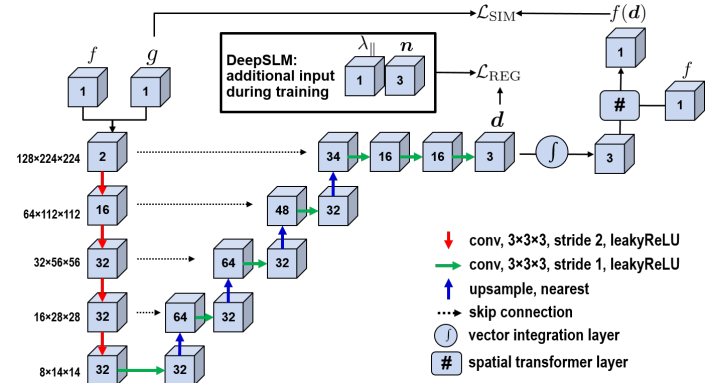 f g
ℒ_SIM
f(d)
DeepSLM:
additional input
during training
λ∥ n
1 3
ℒ_REG
1 1
1
f
#
1
d
128×224×224
2
34 16 16 3
∫
3
64×112×112
16
48 32
32×56×56
32
64 32
16×28×28
32
64 32
8×14×14
32 32
conv, 3×3×3, stride 2, leakyReLU
conv, 3×3×3, stride 1, leakyReLU
upsample, nearest
skip connection
∫ vector integration layer
# spatial transformer layer